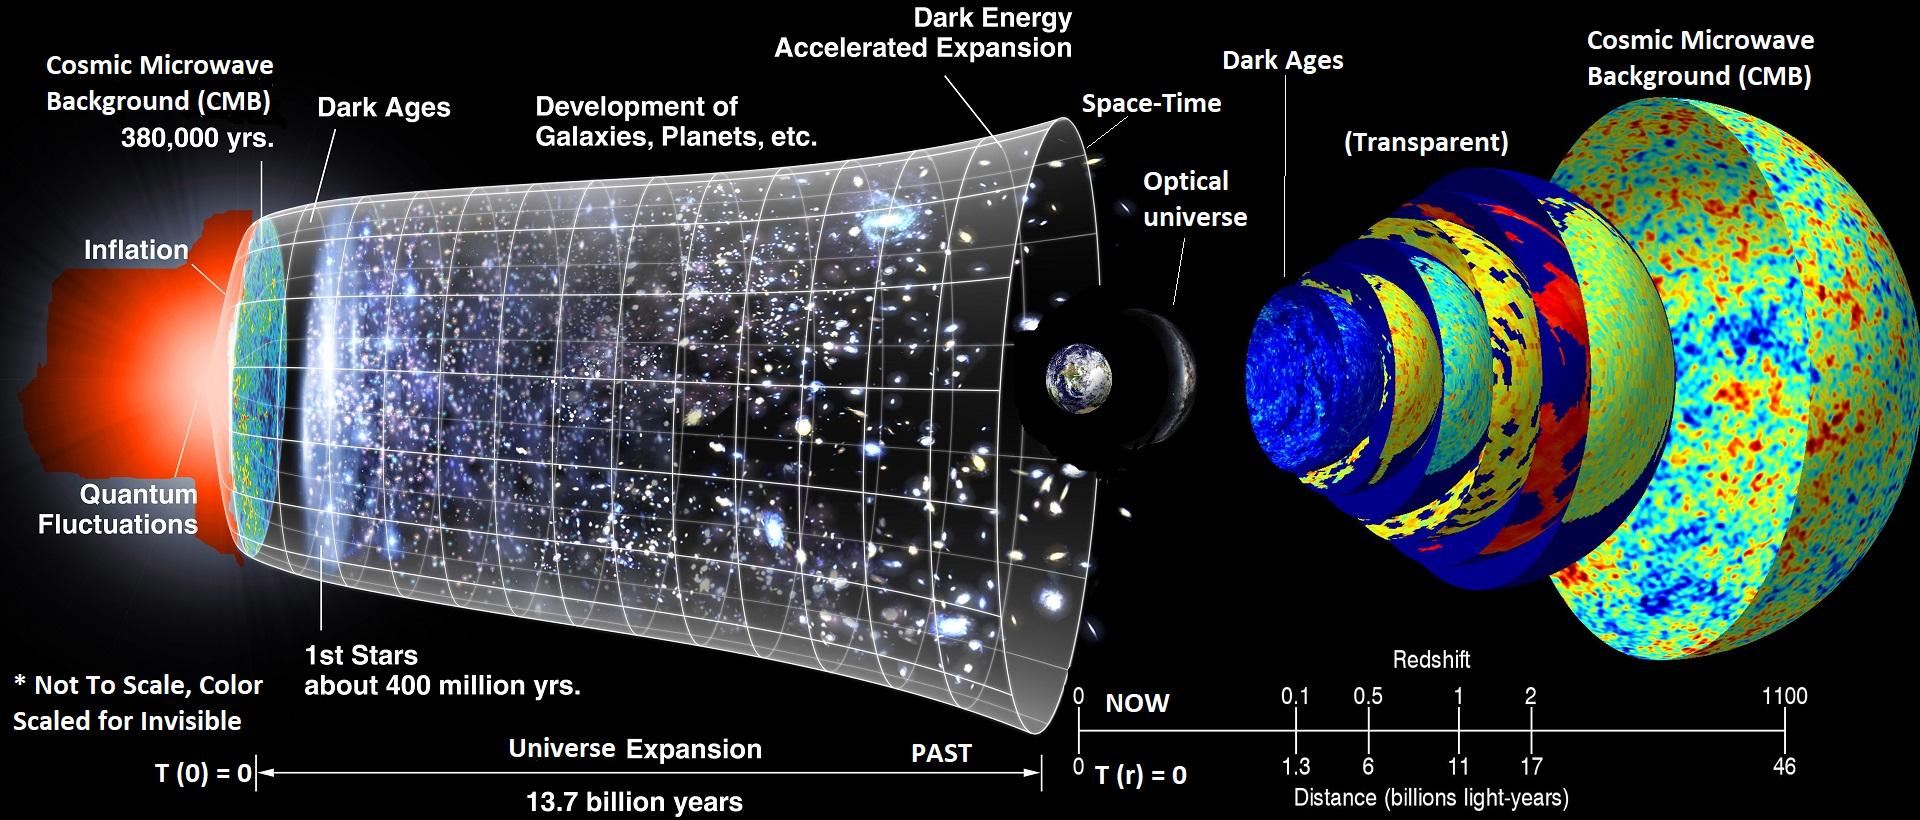 Dark Energy
Accelerated Expansion
Cosmic Microwave
Background (CMB)
380,000 yrs.
Dark Ages
Development of
Galaxies, Planets, etc.
Space-Time
Optical
universe
Dark Ages
(Transparent)
Cosmic Microwave
Background (CMB)
Inflation
Quantum
Fluctuations
1st Stars
about 400 million yrs.
* Not To Scale, Color
Scaled for Invisible
T (0) = 0
Universe Expansion
PAST
13.7 billion years
Redshift
0 0.1 0.5 1 2 1100
NOW
0 1.3 6 11 17 46
T (r) = 0
Distance (billions light-years)